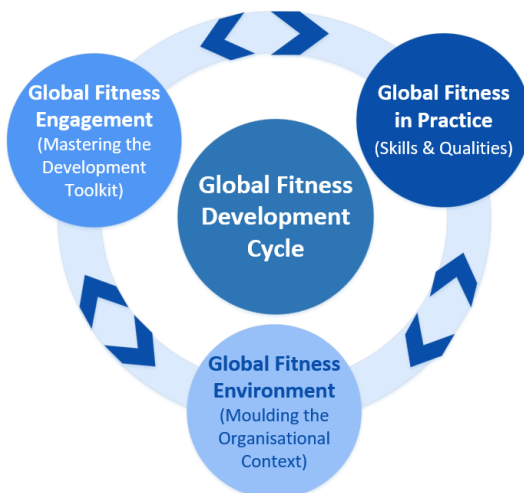 Global Fitness
Engagement
(Mastering the
Development
Toolkit)
Global Fitness
in Practice
(Skills & Qualities)
Global Fitness
Development
Cycle
Global Fitness
Environment
(Moulding the
Organisational
Context)